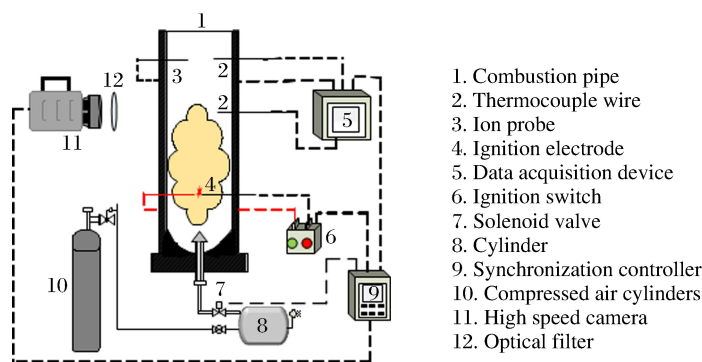 1
12
3
2
2
5
11
4
6
10
7
8
9
1. Combustion pipe
2. Thermocouple wire
3. Ion probe
4. Ignition electrode
5. Data acquisition device
6. Ignition switch
7. Solenoid valve
8. Cylinder
9. Synchronization controller
10. Compressed air cylinders
11. High speed camera
12. Optical filter